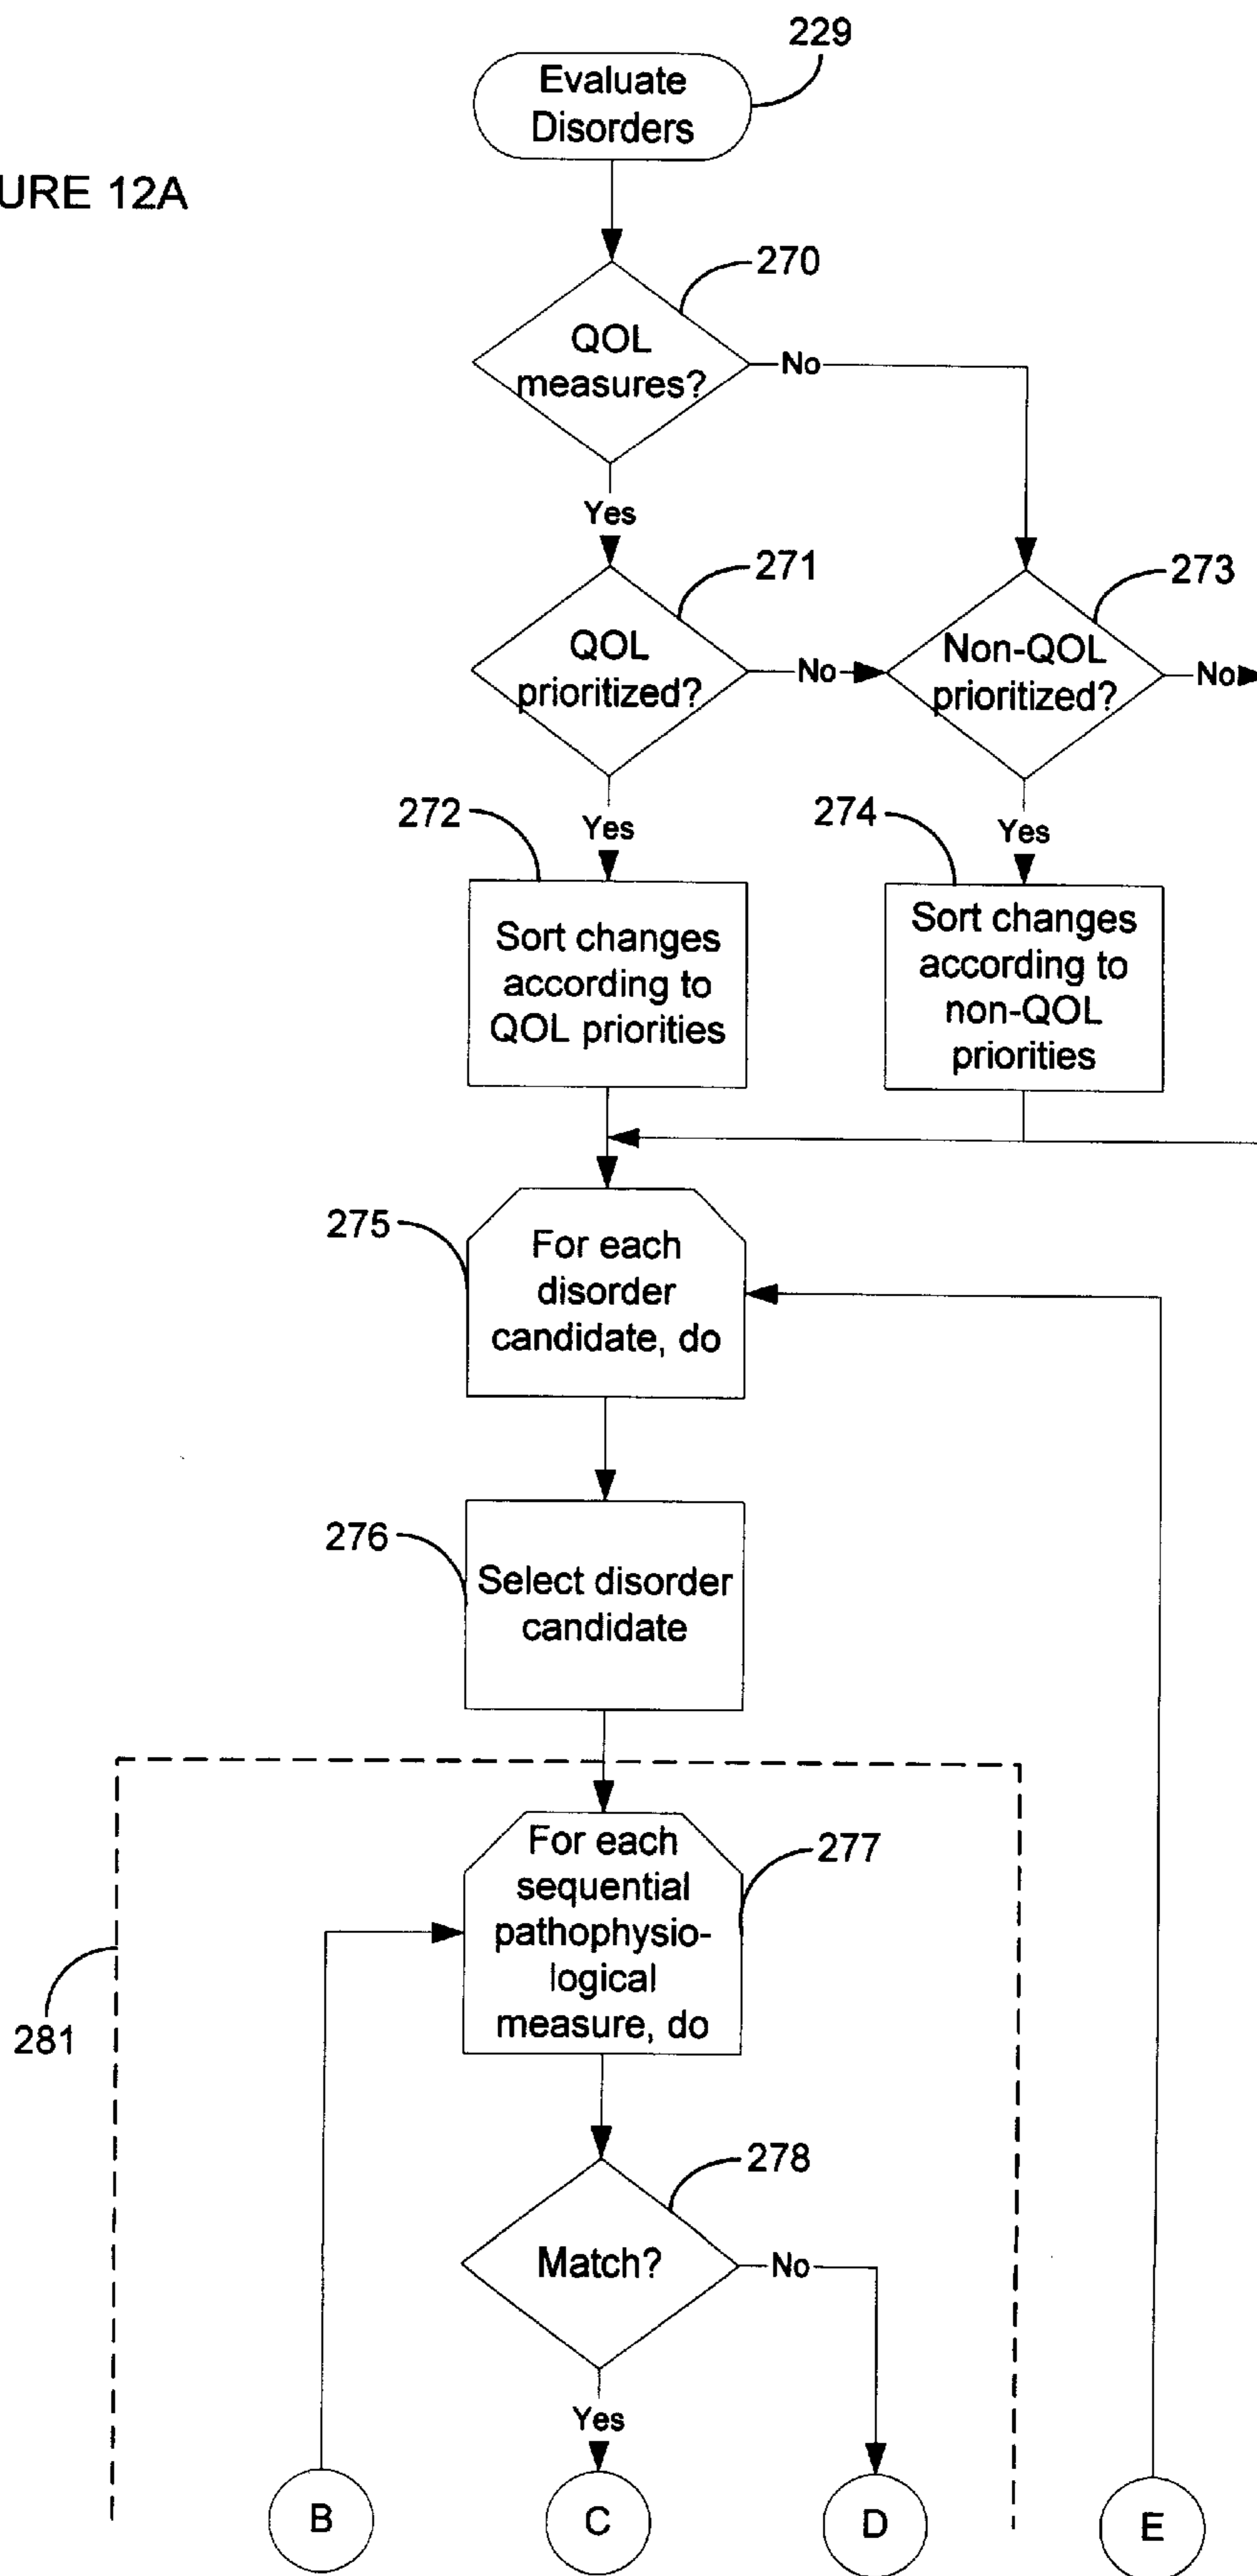 229
Evaluate
Disorders
URE 12A
270
QOL
measures?
No
Yes
271
273
QOL
prioritized?
No
Non-QOL
prioritized?
No
272
Yes
274
Yes
Sort changes
according to
QOL priorities
Sort changes
according to
non-QOL
priorities
275
For each
disorder
candidate, do
276
Select disorder
candidate
277
For each
sequential
pathophysio-
logical
measure, do
281
278
Match?
No
Yes
B
C
D
E